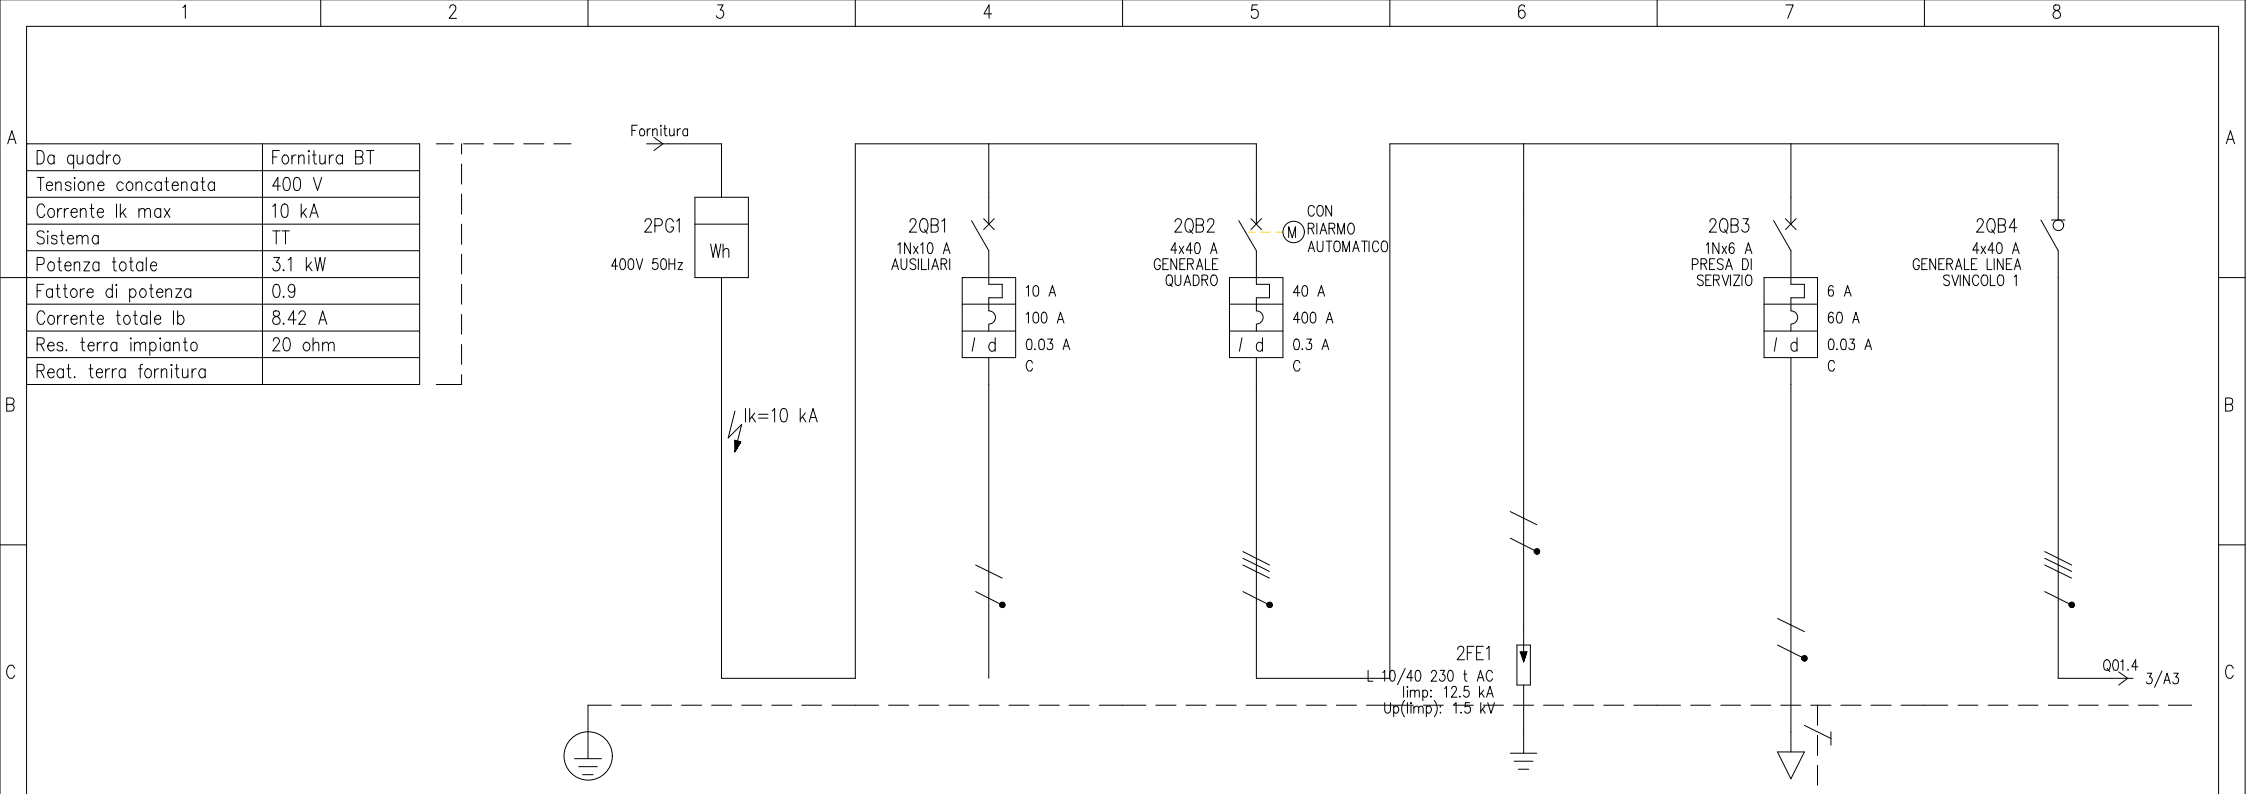 1 2 3 4 5 6 7 8
A
A
B
B
C
C
Da quadro Fornitura BT
Tensione concatenata 400 V
Corrente Ik max 10 kA
Sistema TT
Potenza totale 3.1 kW
Fattore di potenza 0.9
Corrente totale Ib 8.42 A
Res. terra impianto 20 ohm
Reat. terra fornitura
Fornitura
2PG1
400V 50Hz
Wh
Ik=10 kA
2QB1
1Nx10 A
AUSILIARI
10 A
100 A
I d 0.03 A
C
2QB2
4x40 A
GENERALE
QUADRO
M
CON
RIARMO
AUTOMATICO
40 A
400 A
I d 0.3 A
C
2FE1
L 10/40 230 t AC
Iimp: 12.5 kA
Up(Iimp): 1.5 kV
2QB3
1Nx6 A
PRESA DI
SERVIZIO
6 A
60 A
I d 0.03 A
C
2QB4
4x40 A
GENERALE LINEA
SVINCOLO 1
Q01.4
3/A3